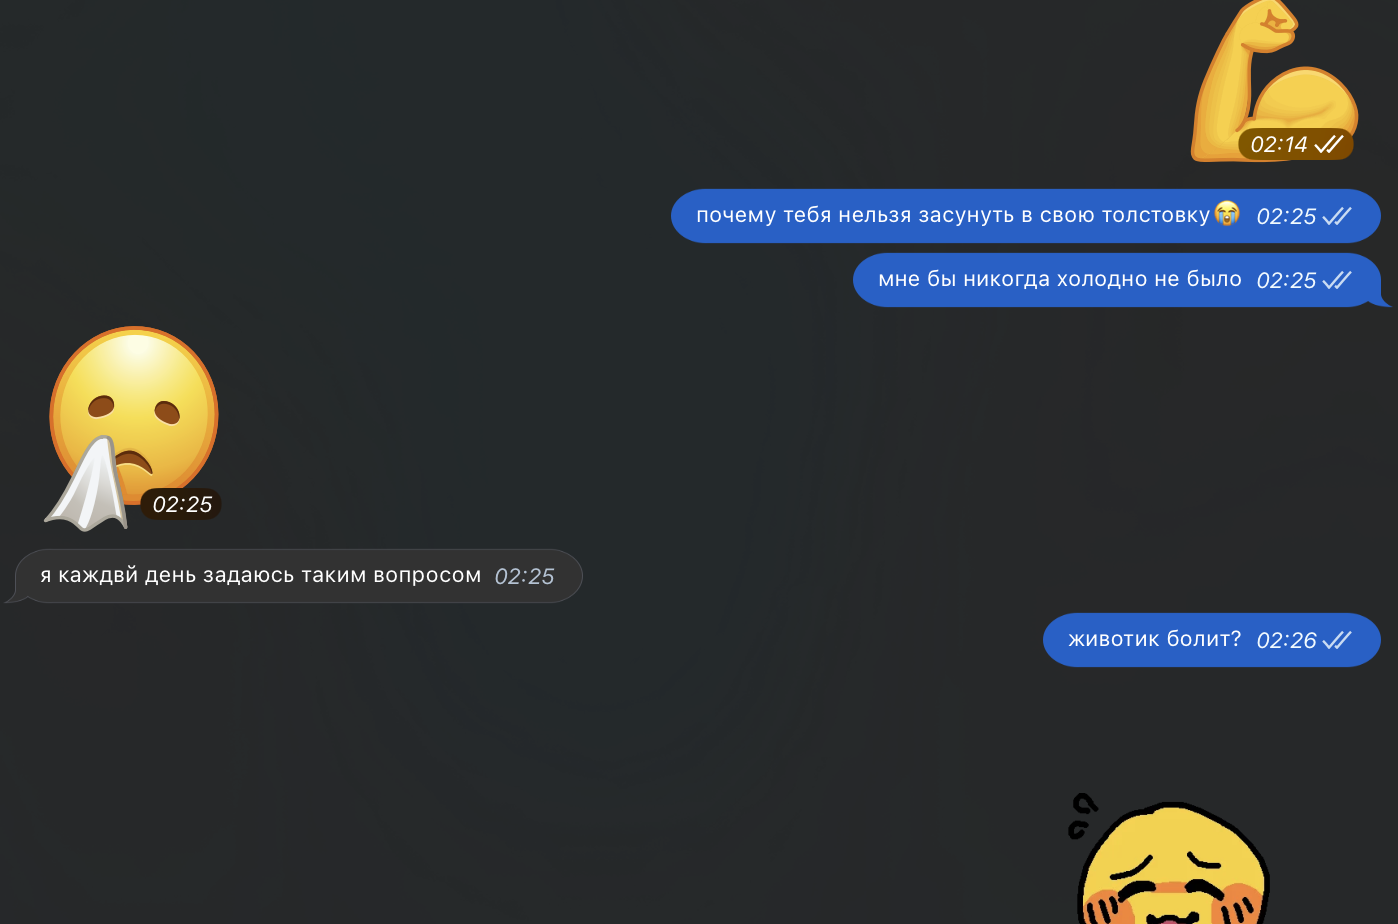 02:14
почему тебя нельзя засунуть в свою толстовку😭 02:25
мне бы никогда холодно не было 02:25
02:25
я каждвй день задаюсь таким вопросом 02:25
животик болит? 02:26